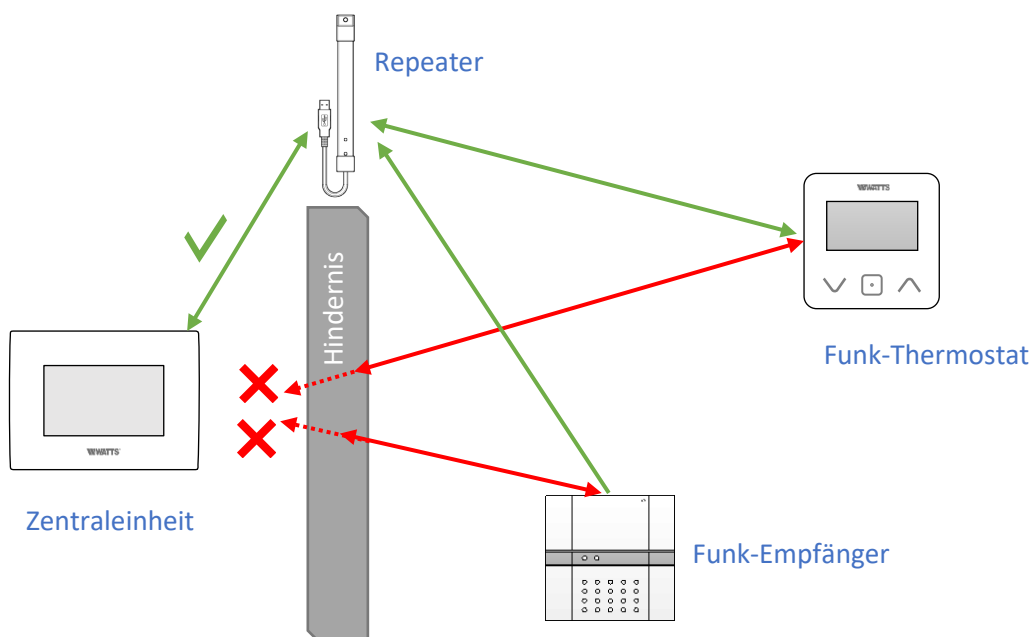 Repeater
WATTS
Hindernis
Funk-Thermostat
WATTS
Zentraleinheit
Funk-Empfänger